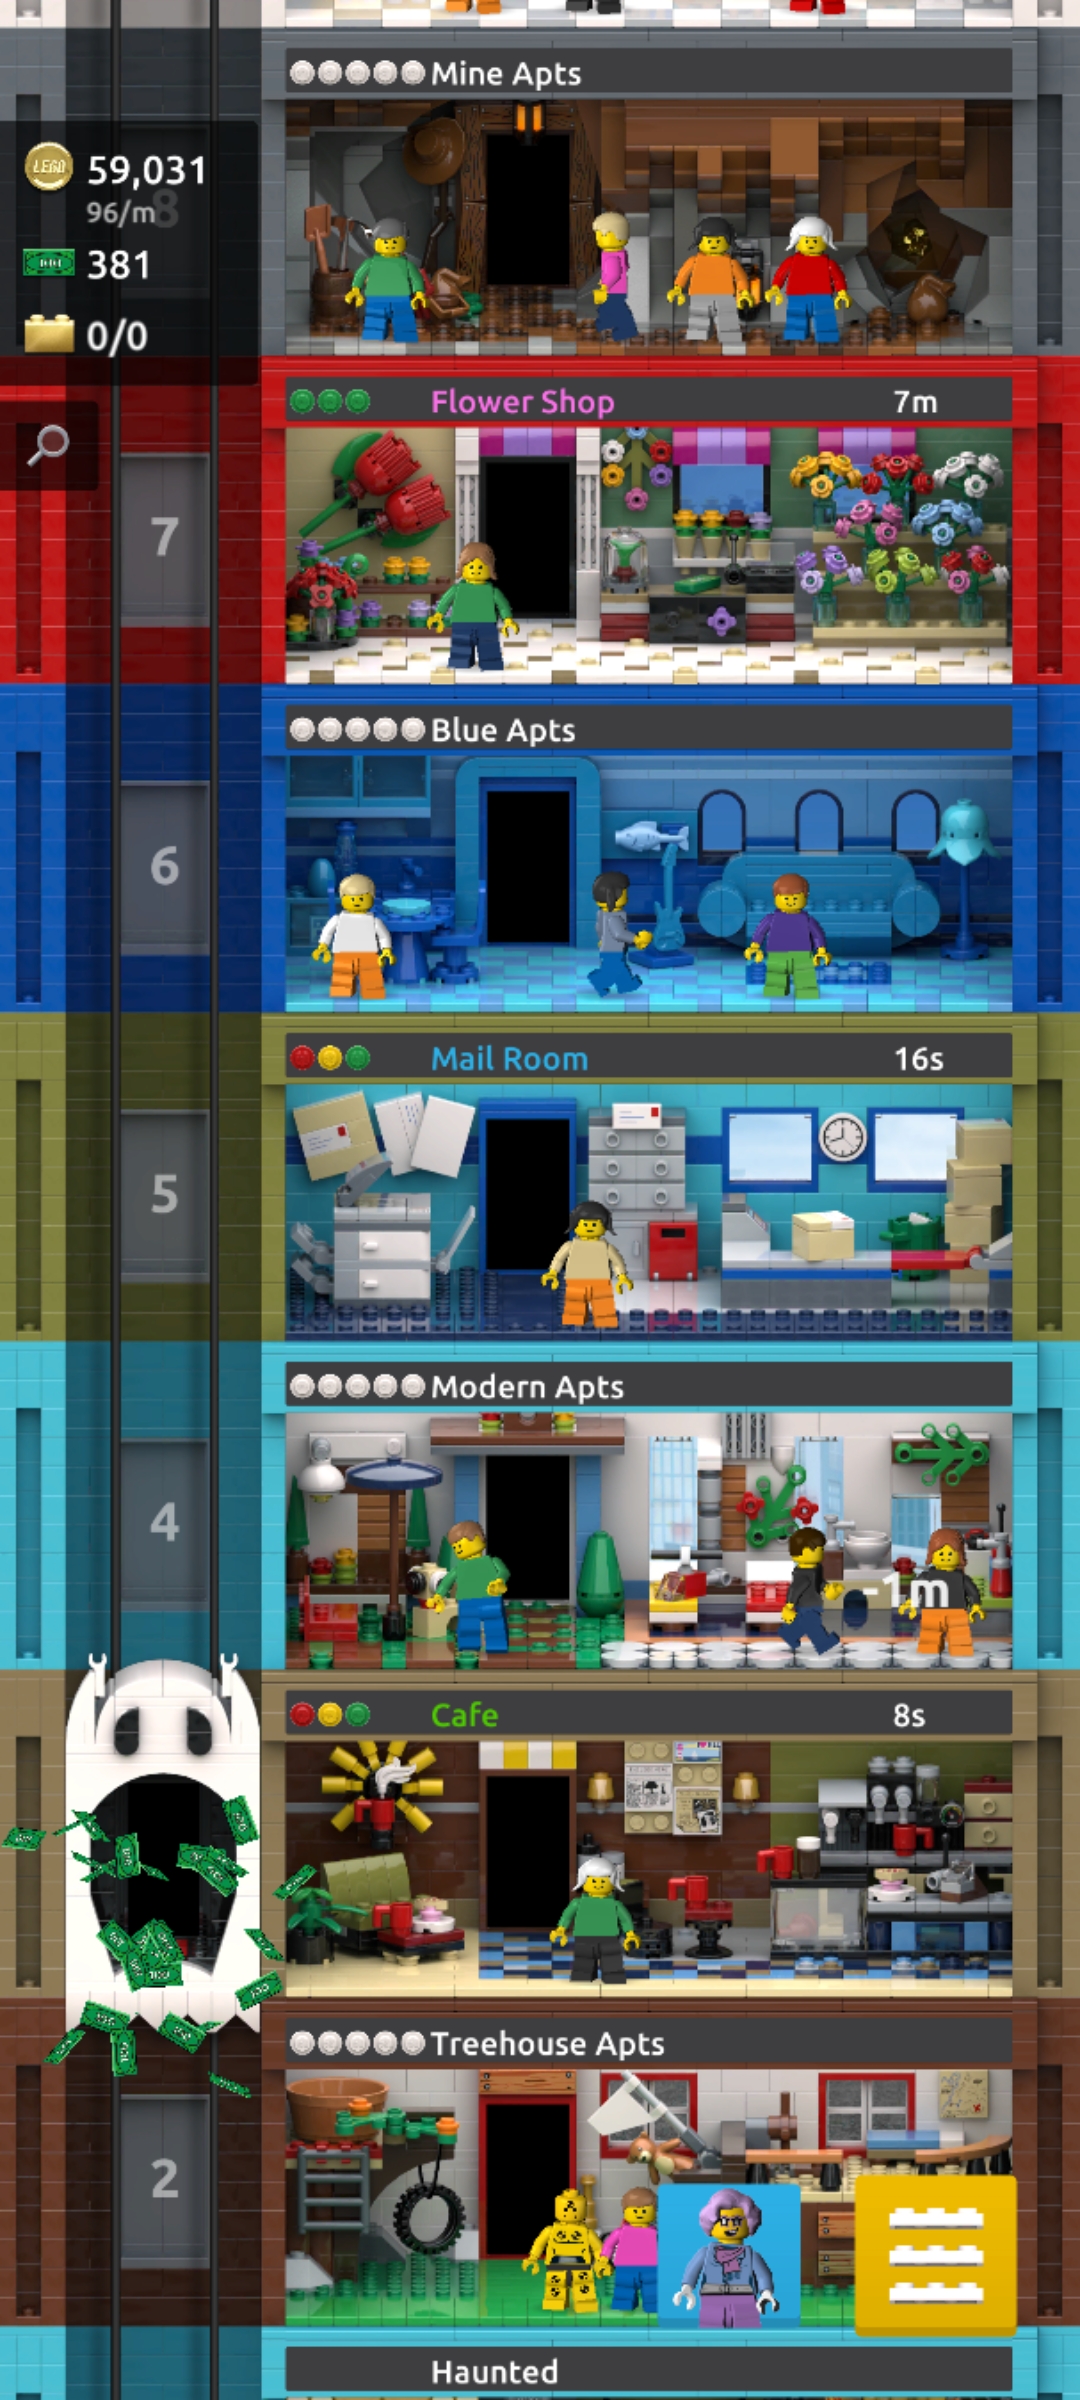 Mine Apts
LEGO 59,031
96/m 8
381
0/0
Flower Shop 7m
7
Blue Apts
6
Mail Room 16s
5
Modern Apts
4
-1m
Cafe 8s
Treehouse Apts
2
Haunted